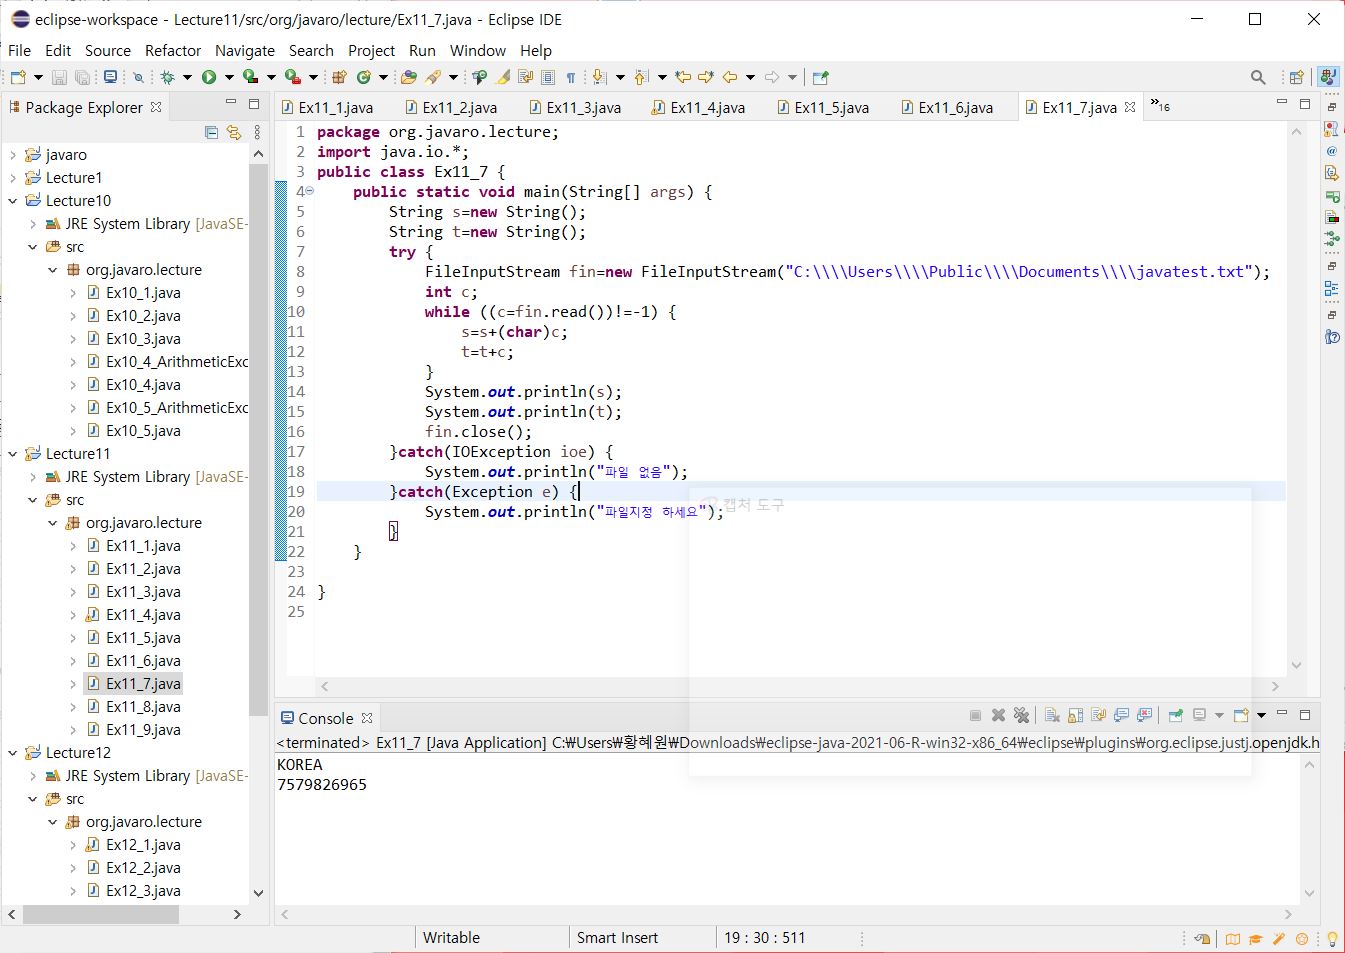 eclipse-workspace - Lecture11/src/org/javaro/lecture/Ex11_7.java - Eclipse IDE
File Edit Source Refactor Navigate Search Project Run Window Help
Package Explorer
javaro
Lecture1
Lecture10
JRE System Library [JavaSE-
src
org.javaro.lecture
Ex10_1.java
Ex10_2.java
Ex10_3.java
Ex10_4_ArithmeticExc
Ex10_4.java
Ex10_5_ArithmeticExc
Ex10_5.java
Lecture11
JRE System Library [JavaSE-
src
org.javaro.lecture
Ex11_1.java
Ex11_2.java
Ex11_3.java
Ex11_4.java
Ex11_5.java
Ex11_6.java
Ex11_7.java
Ex11_8.java
Ex11_9.java
Lecture12
JRE System Library [JavaSE-
src
org.javaro.lecture
Ex12_1.java
Ex12_2.java
Ex12_3.java
Ex11_1.java Ex11_2.java Ex11_3.java Ex11_4.java Ex11_5.java Ex11_6.java Ex11_7.java »16
1 package org.javaro.lecture;
2 import java.io.*;
3 public class Ex11_7 {
4 public static void main(String[] args) {
5 String s=new String();
6 String t=new String();
7 try {
8 FileInputStream fin=new FileInputStream("C:\\\\Users\\\\Public\\\\Documents\\\\javatest.txt");
9 int c;
10 while ((c=fin.read())!=-1) {
11 s=s+(char)c;
12 t=t+c;
13 }
14 System.out.println(s);
15 System.out.println(t);
16 fin.close();
17 }catch(IOException ioe) {
18 System.out.println("파일 없음");
19 }catch(Exception e) {
20 System.out.println("파일지정 하세요");
21 }
22 }
23
24 }
25
캡처 도구
Console
<terminated> Ex11_7 [Java Application] C:₩Users₩황혜원₩Downloads₩eclipse-java-2021-06-R-win32-x86_64₩eclipse₩plugins₩org.eclipse.justj.openjdk.h
KOREA
7579826965
Writable Smart Insert 19 : 30 : 511